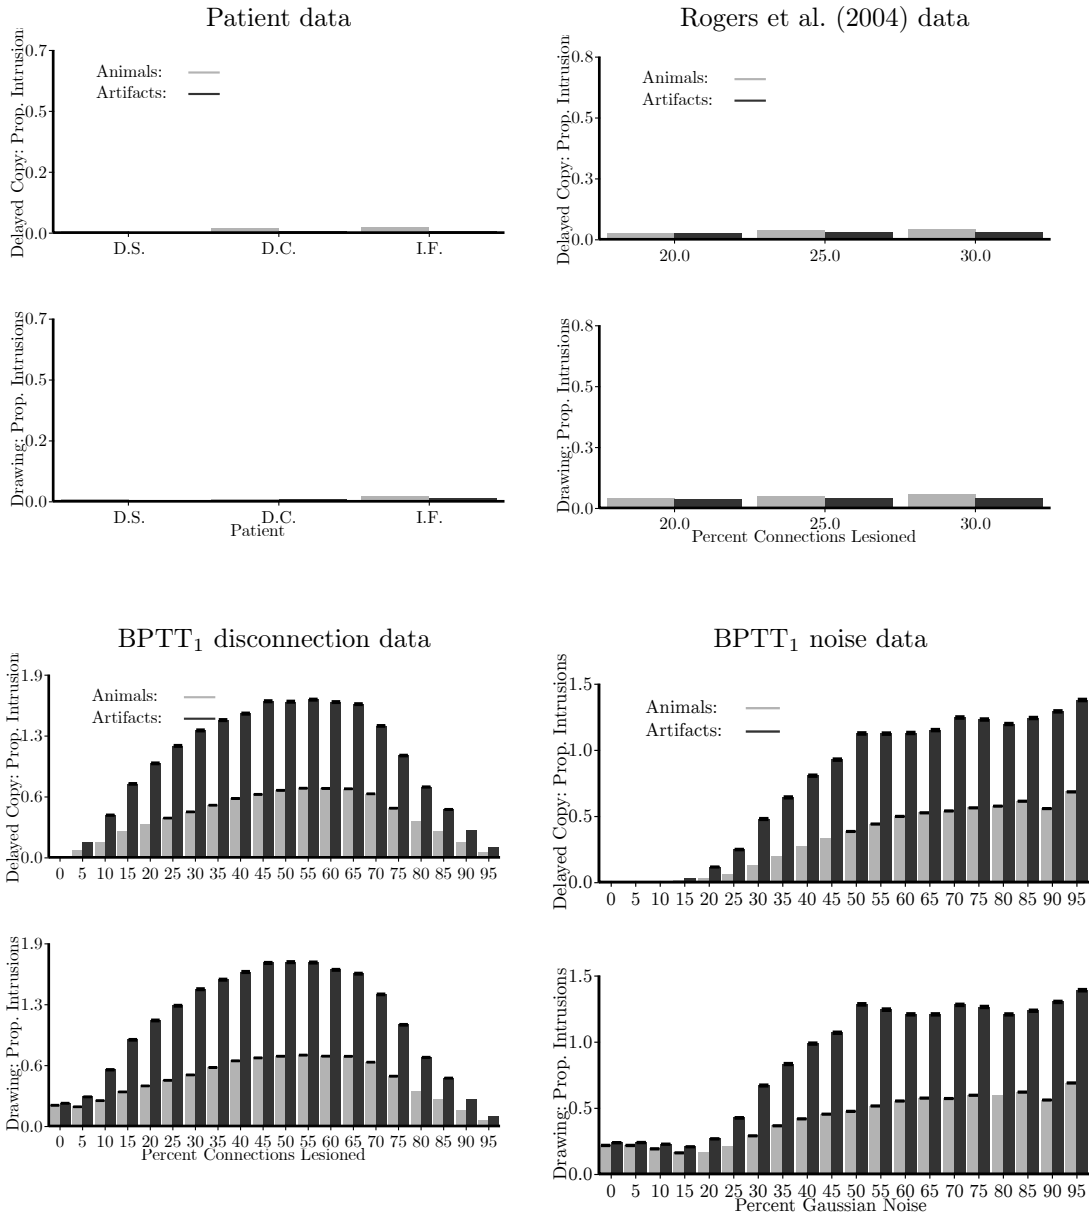 Patient data
Delayed Copy: Prop. Intrusion
0.7
0.5
0.2
0.0
Animals:
Artifacts:
D.S. D.C. I.F.
Drawing: Prop. Intrusions
0.7
0.5
0.2
0.0
D.S. D.C. I.F.
Patient
Rogers et al. (2004) data
Delayed Copy: Prop. Intrusion
0.8
0.5
0.3
0.0
Animals:
Artifacts:
20.0 25.0 30.0
Drawing: Prop. Intrusions
0.8
0.5
0.3
0.0
20.0 25.0 30.0
Percent Connections Lesioned
BPTT₁ disconnection data
Delayed Copy: Prop. Intrusion
1.9
1.3
0.6
0.0
Animals:
Artifacts:
0 5 10 15 20 25 30 35 40 45 50 55 60 65 70 75 80 85 90 95
Drawing: Prop. Intrusions
1.9
1.3
0.6
0.0
0 5 10 15 20 25 30 35 40 45 50 55 60 65 70 75 80 85 90 95
Percent Connections Lesioned
BPTT₁ noise data
Delayed Copy: Prop. Intrusions
1.5
1.0
0.5
0.0
Animals:
Artifacts:
0 5 10 15 20 25 30 35 40 45 50 55 60 65 70 75 80 85 90 95
Drawing: Prop. Intrusions
1.5
1.0
0.5
0.0
0 5 10 15 20 25 30 35 40 45 50 55 60 65 70 75 80 85 90 95
Percent Gaussian Noise